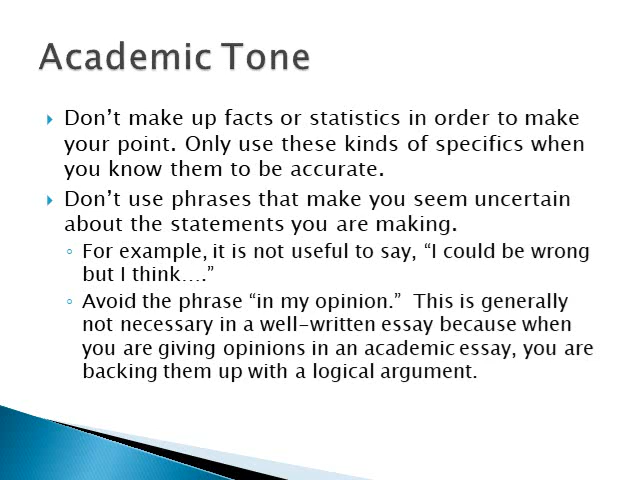 Academic Tone
Don’t make up facts or statistics in order to make
your point. Only use these kinds of specifics when
you know them to be accurate.
Don’t use phrases that make you seem uncertain
about the statements you are making.
For example, it is not useful to say, “I could be wrong
but I think….”
Avoid the phrase “in my opinion.”  This is generally
not necessary in a well-written essay because when
you are giving opinions in an academic essay, you are
backing them up with a logical argument.